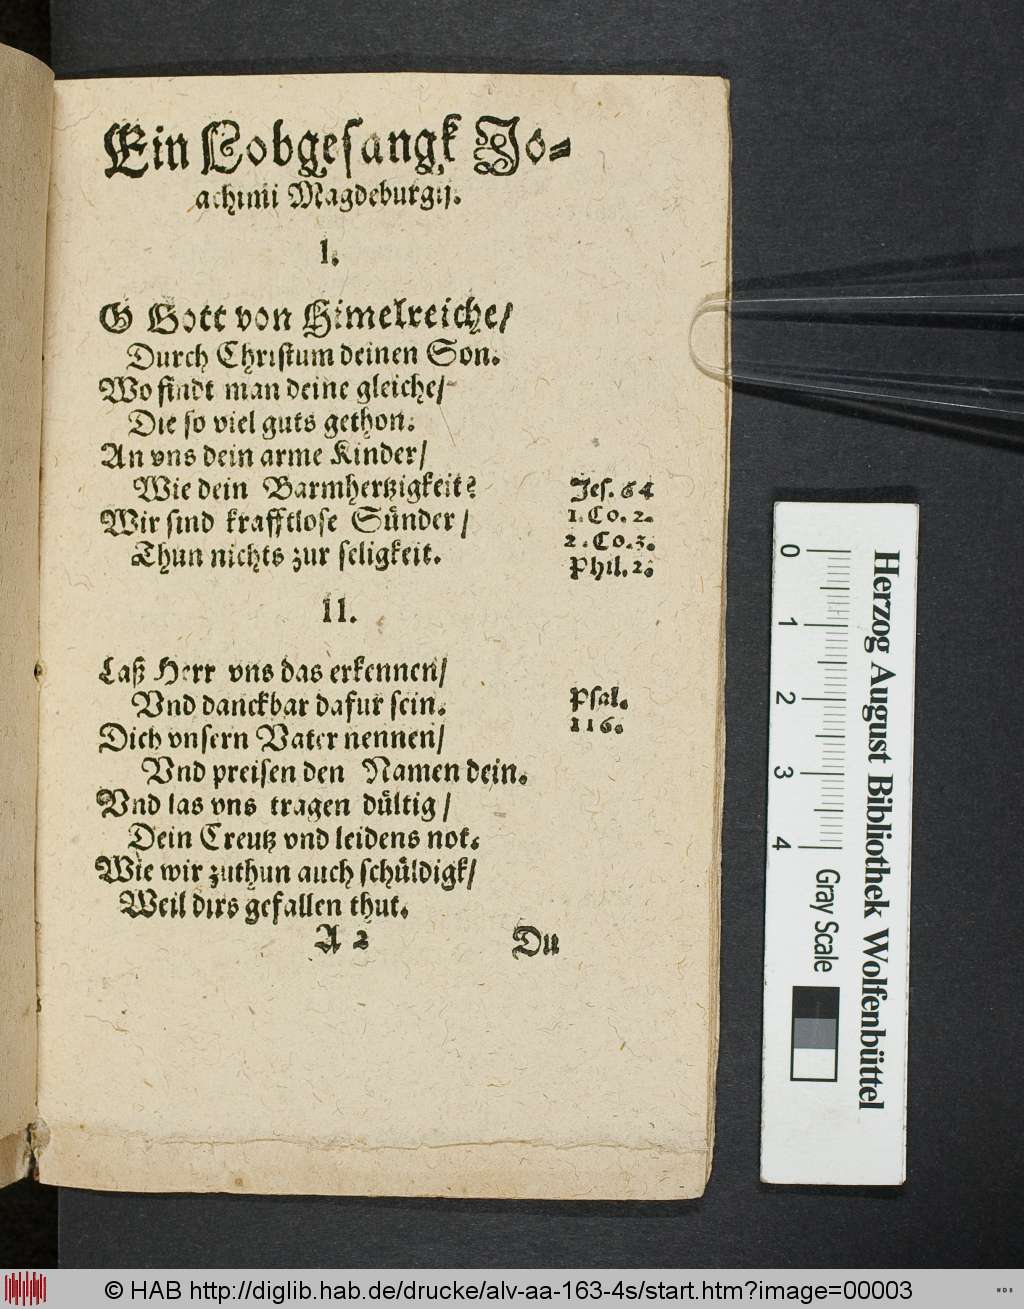 Ein Lobgesangk Jo-
achimi Magdeburgij.
I.
O Gott von Himelreiche/
Durch Christum deinen Son.
Wo findt man deine gleiche/
Die so viel guts gethon.
An vns dein arme Kinder/
Wie dein Barmhertzigkeit?
Wir sind krafftlose Sünder/
Thun nichts zur seligkeit.
Jes. 64
1. Co. 2.
2. Co. 3.
Phil. 2.
II.
Laß Herr vns das erkennen/
Vnd danckbar dafur sein.
Dich vnsern Vater nennen/
Vnd preisen den Namen dein.
Vnd las vns tragen dültig/
Dein Creutz vnd leidens not.
Wie wir zuthun auch schüldigk/
Weil dirs gefallen thut.
Psal.
116.
A 2
Du
Herzog August Bibliothek Wolfenbüttel
0 1 2 3 4 Gray Scale
© HAB http://diglib.hab.de/drucke/alv-aa-163-4s/start.htm?image=00003